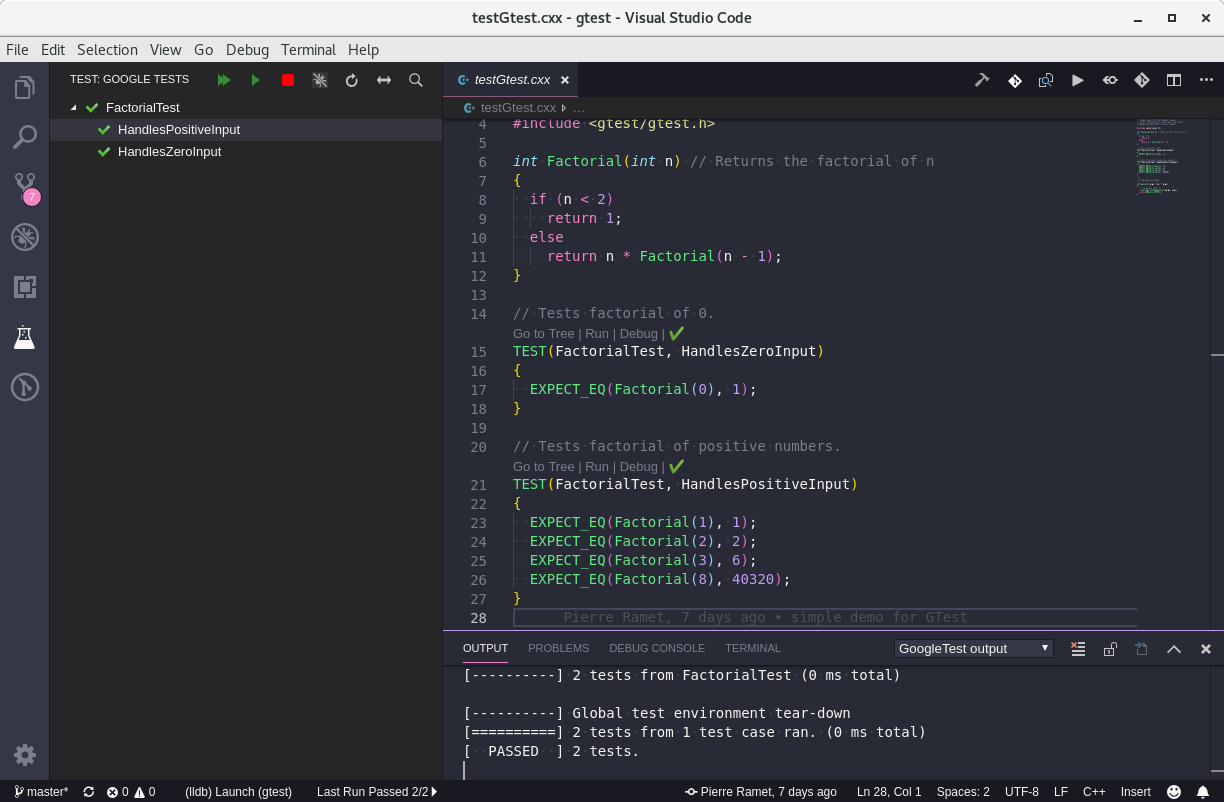 testGtest.cxx - gtest - Visual Studio Code
File Edit Selection View Go Debug Terminal Help
TEST: GOOGLE TESTS
FactorialTest
HandlesPositiveInput
HandlesZeroInput
7
testGtest.cxx
testGtest.cxx ...
4 #include <gtest/gtest.h>
5
6 int Factorial(int n) // Returns the factorial of n
7 {
8 if (n < 2)
9 return 1;
10 else
11 return n * Factorial(n - 1);
12 }
13
14 // Tests factorial of 0.
Go to Tree | Run | Debug | ✔
15 TEST(FactorialTest, HandlesZeroInput)
16 {
17 EXPECT_EQ(Factorial(0), 1);
18 }
19
20 // Tests factorial of positive numbers.
Go to Tree | Run | Debug | ✔
21 TEST(FactorialTest, HandlesPositiveInput)
22 {
23 EXPECT_EQ(Factorial(1), 1);
24 EXPECT_EQ(Factorial(2), 2);
25 EXPECT_EQ(Factorial(3), 6);
26 EXPECT_EQ(Factorial(8), 40320);
27 }
28 Pierre Ramet, 7 days ago • simple demo for GTest
OUTPUT PROBLEMS DEBUG CONSOLE TERMINAL GoogleTest output
[----------] 2 tests from FactorialTest (0 ms total)
[----------] Global test environment tear-down
[==========] 2 tests from 1 test case ran. (0 ms total)
[  PASSED  ] 2 tests.
master* 0 0 (lldb) Launch (gtest) Last Run Passed 2/2 Pierre Ramet, 7 days ago Ln 28, Col 1 Spaces: 2 UTF-8 LF C++ Insert